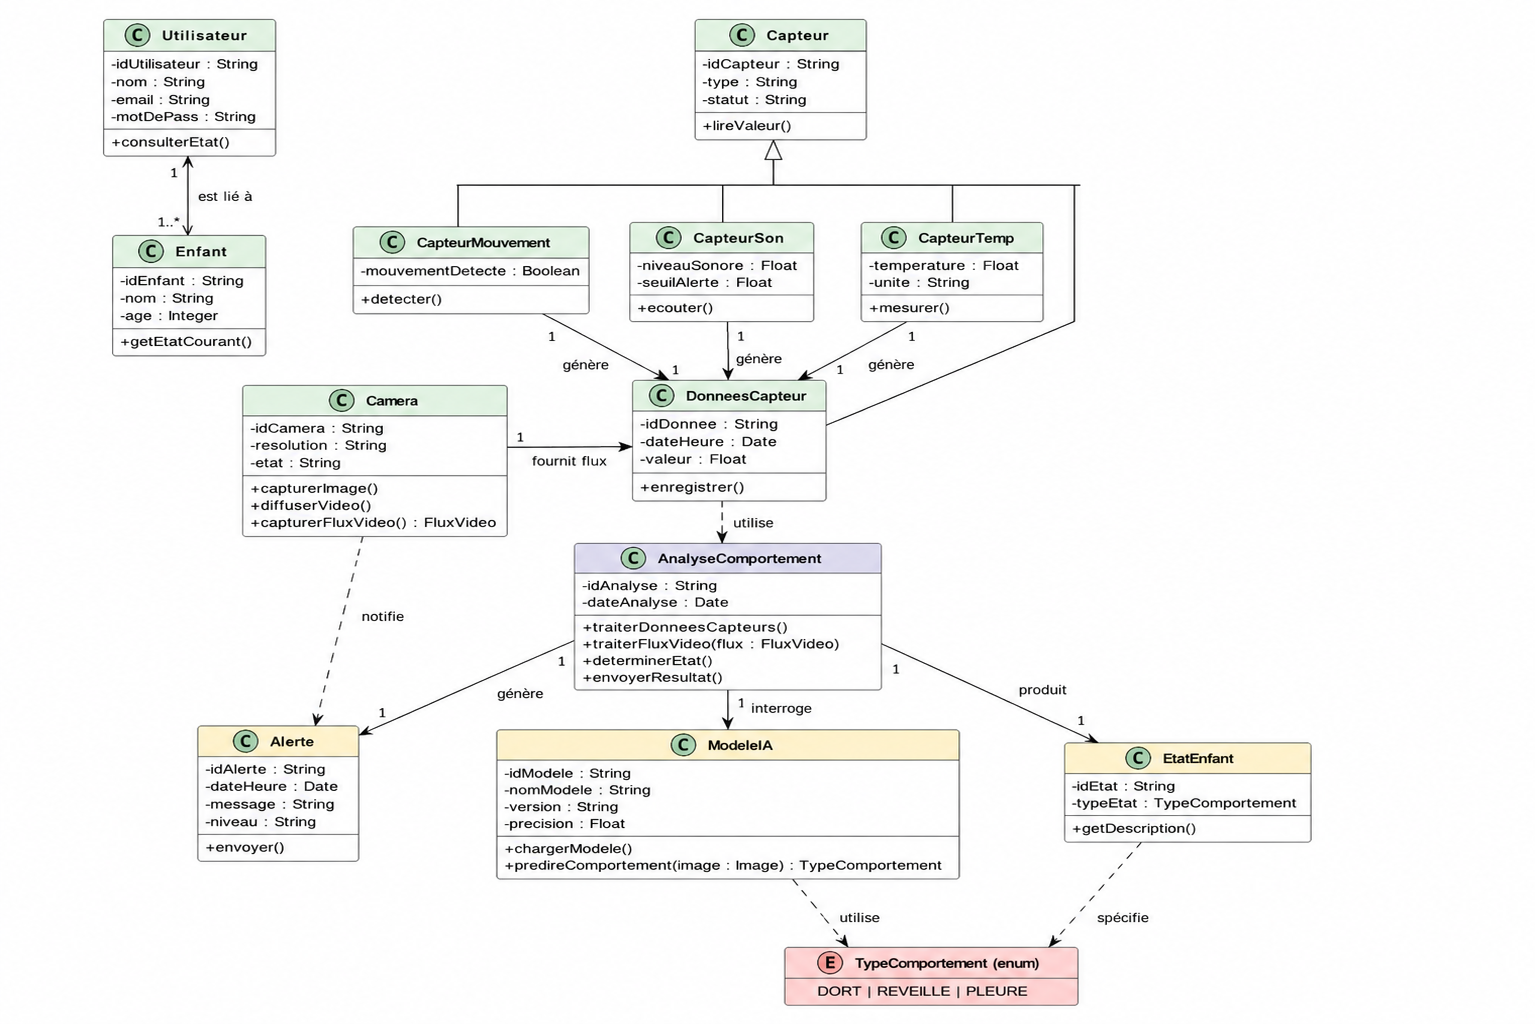 C Utilisateur
-idUtilisateur : String
-nom : String
-email : String
-motDePass : String
+consulterEtat()
1
est lié à
1..*
C Enfant
-idEnfant : String
-nom : String
-age : Integer
+getEtatCourant()
C Capteur
-idCapteur : String
-type : String
-statut : String
+lireValeur()
C CapteurMouvement
-mouvementDetecte : Boolean
+detecter()
C CapteurSon
-niveauSonore : Float
-seuilAlerte : Float
+ecouter()
C CapteurTemp
-temperature : Float
-unite : String
+mesurer()
1
génère
1
1
génère
1
1
génère
C Camera
-idCamera : String
-resolution : String
-etat : String
+capturerImage()
+diffuserVideo()
+capturerFluxVideo() : FluxVideo
1
fournit flux
C DonneesCapteur
-idDonnee : String
-dateHeure : Date
-valeur : Float
+enregistrer()
utilise
C AnalyseComportement
-idAnalyse : String
-dateAnalyse : Date
+traiterDonneesCapteurs()
+traiterFluxVideo(flux : FluxVideo)
+determinerEtat()
+envoyerResultat()
notifie
1
génère
1
1 interroge
1
produit
1
C Alerte
-idAlerte : String
-dateHeure : Date
-message : String
-niveau : String
+envoyer()
C ModeleIA
-idModele : String
-nomModele : String
-version : String
-precision : Float
+chargerModele()
+predireComportement(image : Image) : TypeComportement
C EtatEnfant
-idEtat : String
-typeEtat : TypeComportement
+getDescription()
utilise
spécifie
E TypeComportement (enum)
DORT | REVEILLE | PLEURE